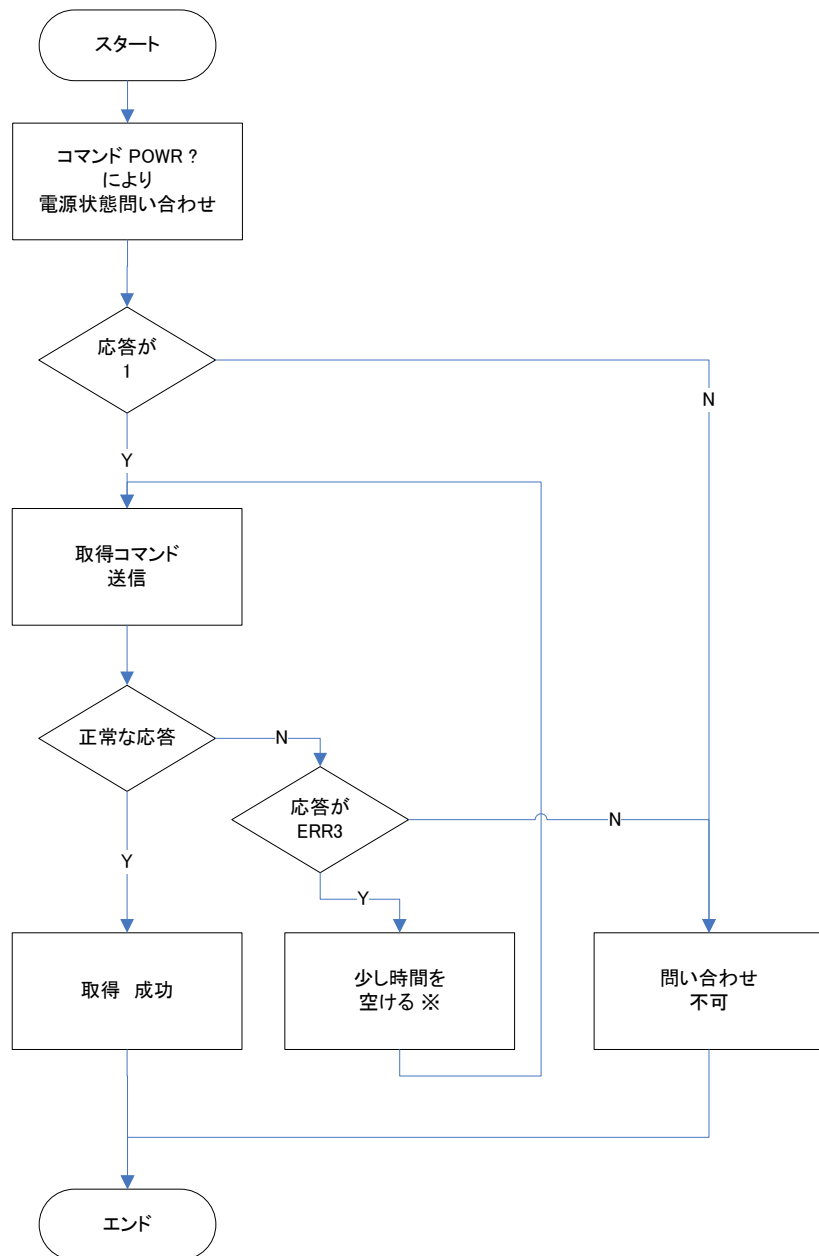 スタート
コマンド POWR ?
により
電源状態問い合わせ
応答が
1
N
Y
取得コマンド
送信
正常な応答
N
応答が
ERR3
N
Y
Y
取得 成功
少し時間を
空ける ※
問い合わせ
不可
エンド